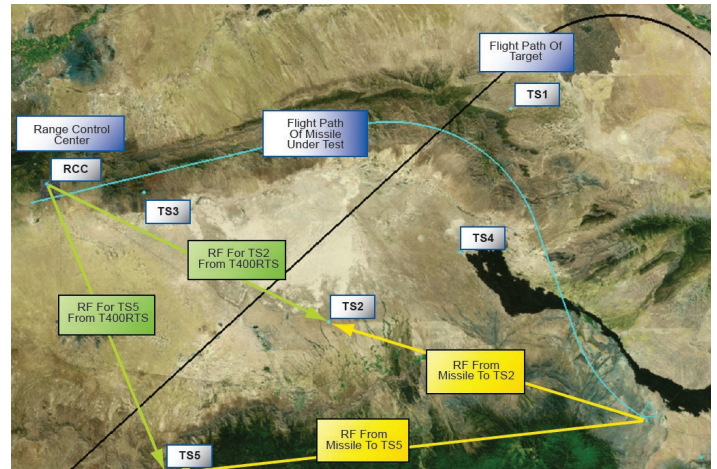 Flight Path Of
Target
TS1
Flight Path
Of Missile
Under Test
Range Control
Center
RCC
TS3
TS4
RF For TS2
From T400RTS
RF For TS5
From T400RTS
TS2
RF From
Missile To TS2
RF From
Missile To TS5
TS5